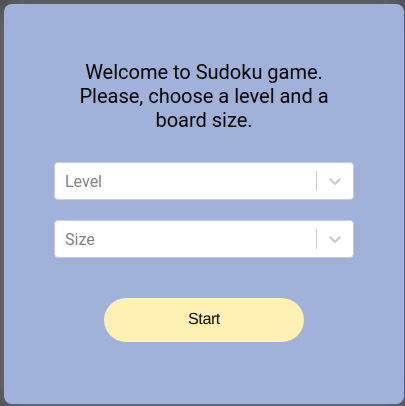 Welcome to Sudoku game.
Please, choose a level and a
board size.
Level
Size
Start